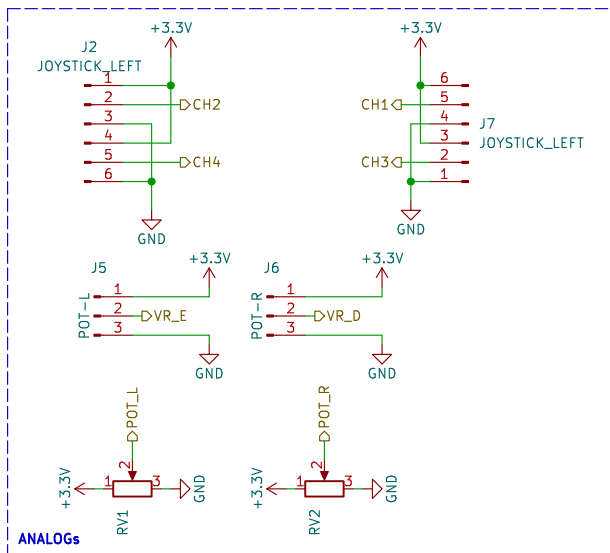 +3.3V
+3.3V
J2
JOYSTICK_LEFT
1
2
3
4
5
6
CH2
CH4
GND
6
5
4
3
2
1
CH1
CH3
J7
JOYSTICK_LEFT
GND
J5
+3.3V
POT-L
1
2
3
VR_E
GND
J6
+3.3V
POT-R
1
2
3
VR_D
GND
POT_L
+3.3V
1
2
3
GND
RV1
POT_R
+3.3V
1
2
3
GND
RV2
ANALOGs